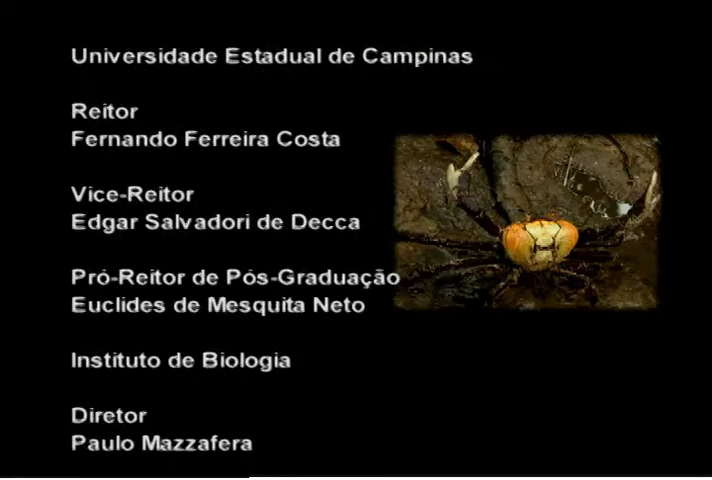 Universidade Estadual de Campinas
Reitor
Fernando Ferreira Costa
Vice-Reitor
Edgar Salvadori de Decca
Pró-Reitor de Pós-Graduação
Euclides de Mesquita Neto
Instituto de Biologia
Diretor
Paulo Mazzafera